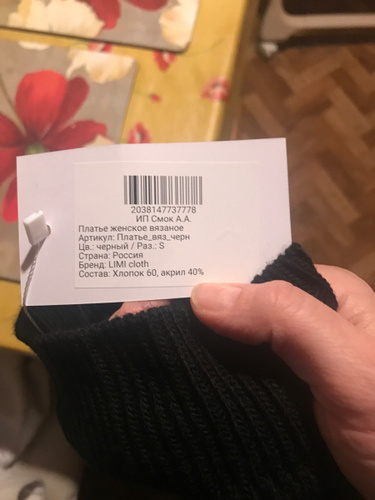 2038147737778
ИП Смок А.А.
Платье женское вязаное
Артикул: Платье_вяз_черн
Цв.: черный / Раз.: S
Страна: Россия
Бренд: LIMI cloth
Состав: Хлопок 60, акрил 40%